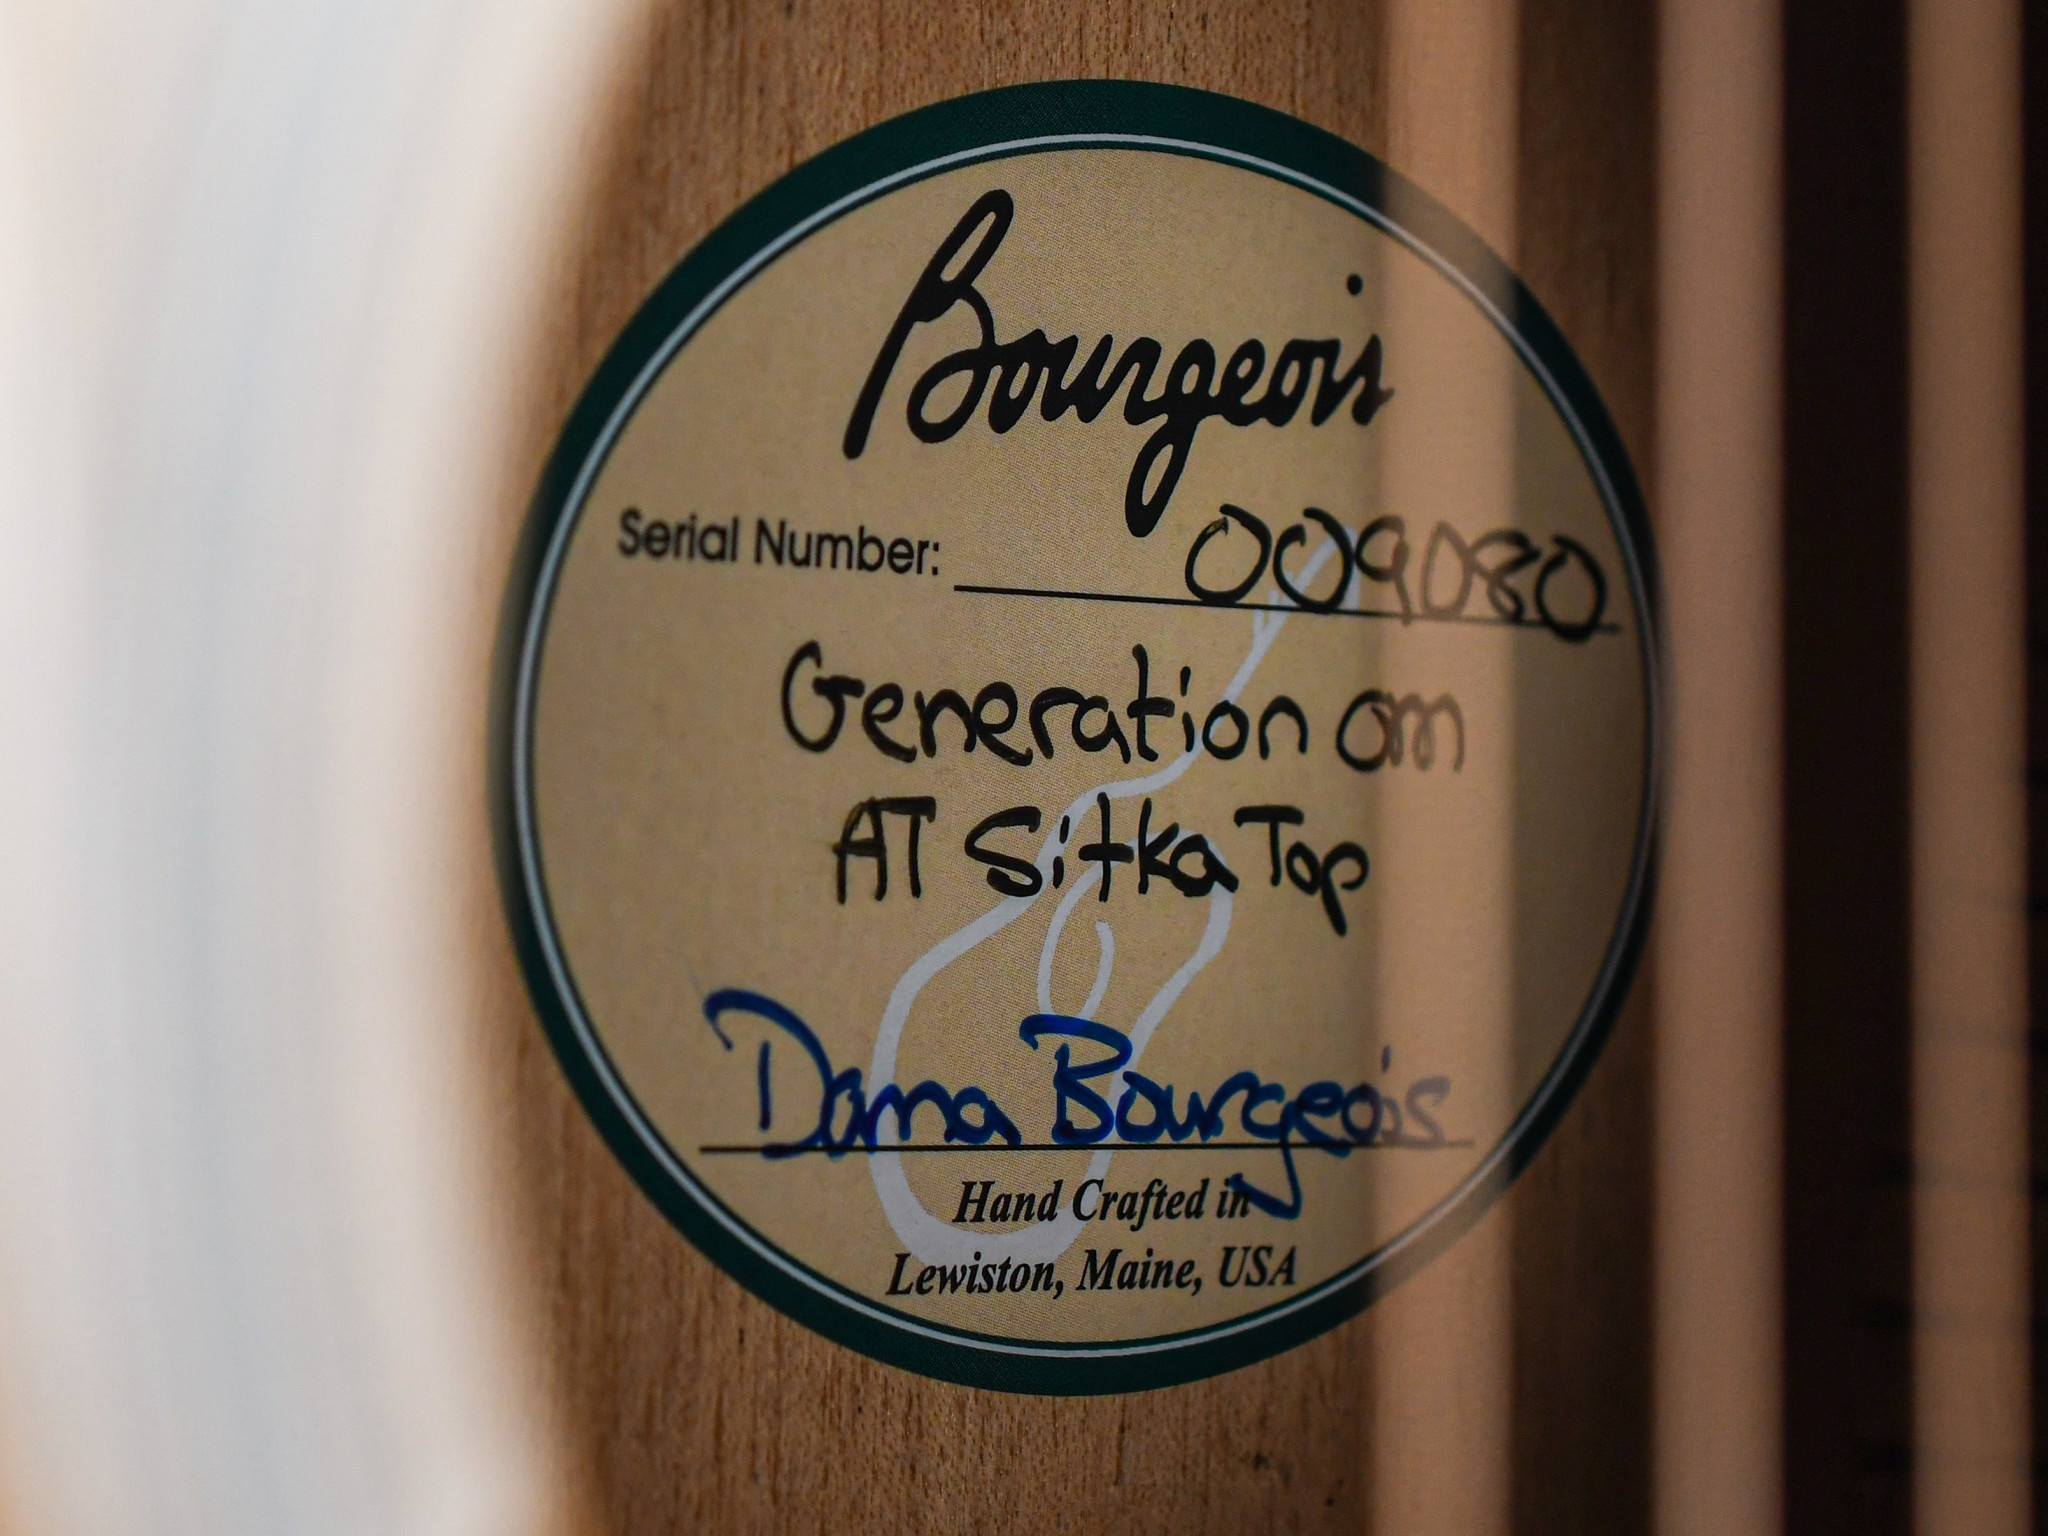 Bourgeois
Serial Number: 009080
Generation om
AT Sitka Top
Dana Bourgeois
Hand Crafted in
Lewiston, Maine, USA